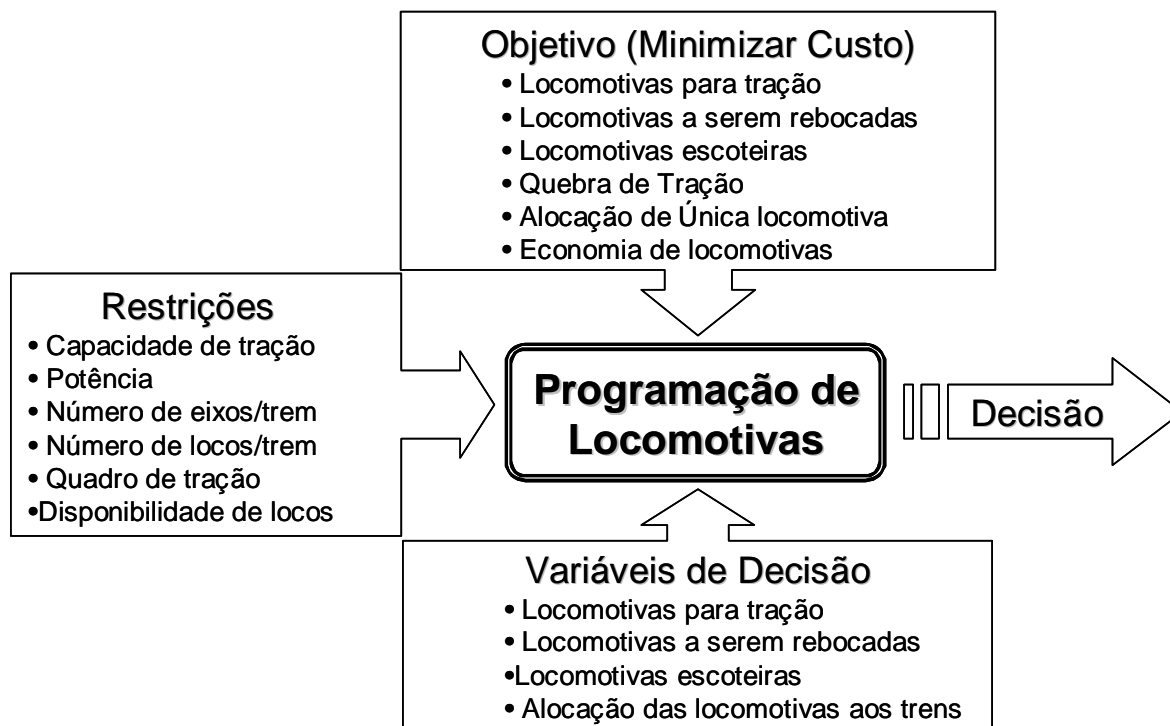 Objetivo (Minimizar Custo)
• Locomotivas para tração
• Locomotivas a serem rebocadas
• Locomotivas escoteiras
• Quebra de Tração
• Alocação de Única locomotiva
• Economia de locomotivas
Restrições
• Capacidade de tração
• Potência
• Número de eixos/trem
• Número de locos/trem
• Quadro de tração
•Disponibilidade de locos
Programação de
Locomotivas
Decisão
Variáveis de Decisão
• Locomotivas para tração
• Locomotivas a serem rebocadas
•Locomotivas escoteiras
• Alocação das locomotivas aos trens